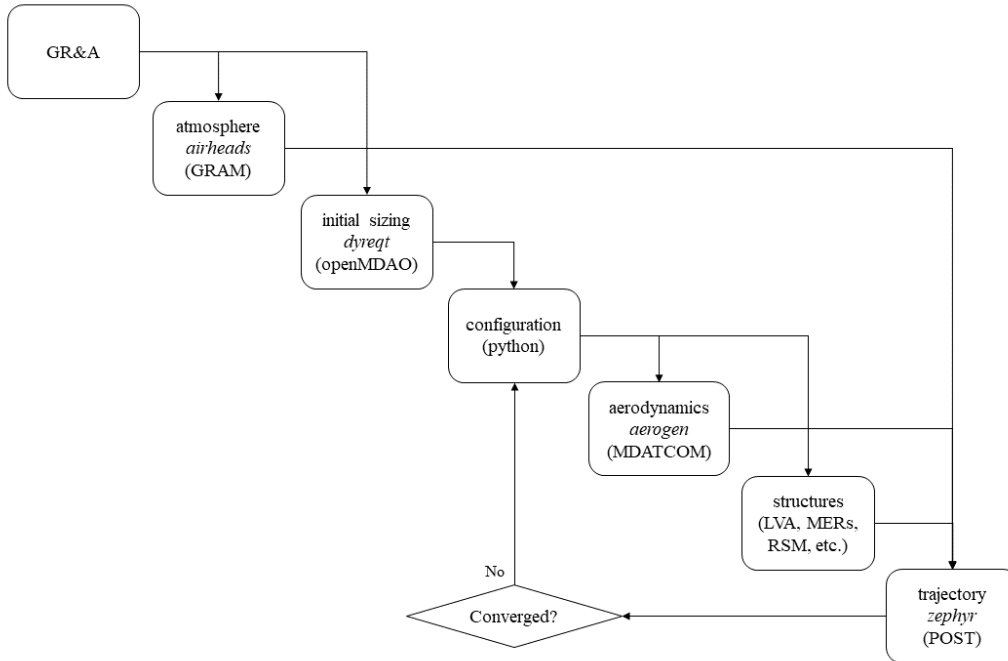 GR&A
atmosphere
airheads
(GRAM)
initial sizing
dyreqt
(openMDAO)
configuration
(python)
aerodynamics
aerogen
(MDATCOM)
structures
(LVA, MERs,
RSM, etc.)
trajectory
zephyr
(POST)
No
Converged?